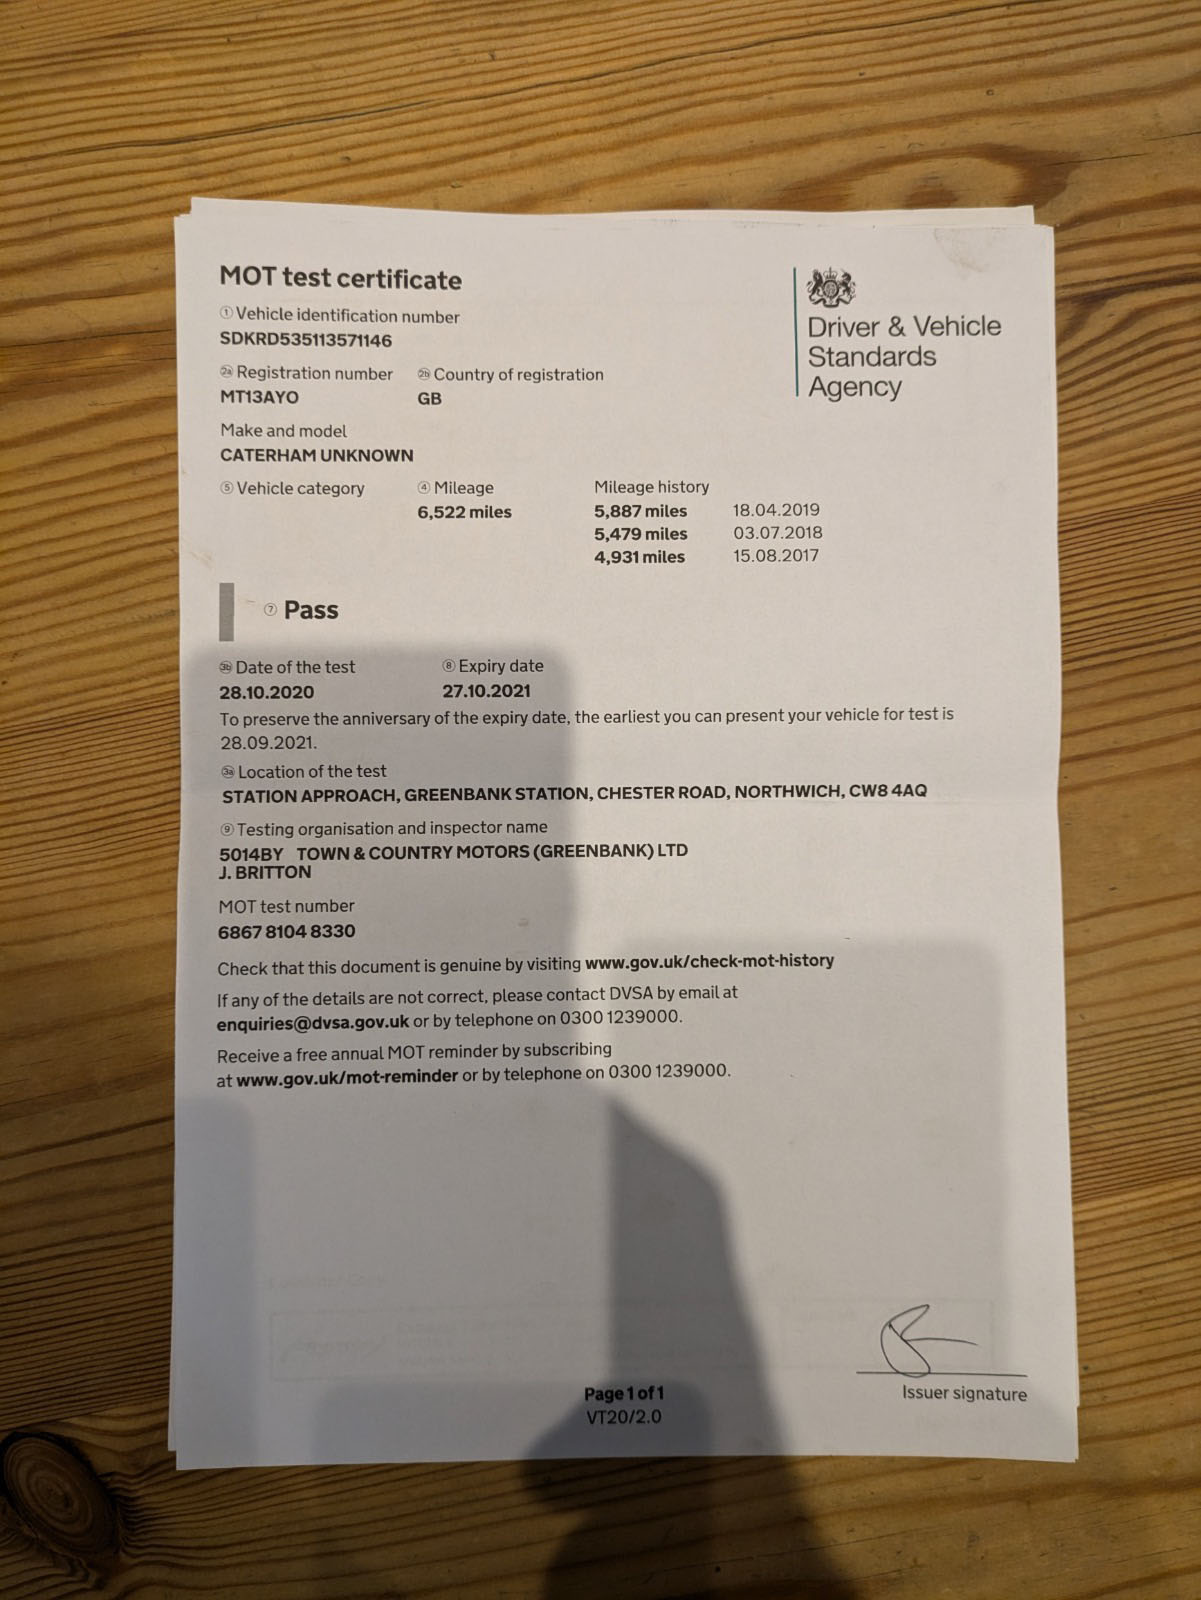 MOT test certificate
1 Vehicle identification number
SDKRD535113571146
2a Registration number 2b Country of registration
MT13AYO GB
Make and model
CATERHAM UNKNOWN
5 Vehicle category 4 Mileage Mileage history
6,522 miles 5,887 miles 18.04.2019
5,479 miles 03.07.2018
4,931 miles 15.08.2017
Driver & Vehicle
Standards
Agency
7 Pass
3b Date of the test 8 Expiry date
28.10.2020 27.10.2021
To preserve the anniversary of the expiry date, the earliest you can present your vehicle for test is
28.09.2021.
3a Location of the test
STATION APPROACH, GREENBANK STATION, CHESTER ROAD, NORTHWICH, CW8 4AQ
9 Testing organisation and inspector name
5014BY TOWN & COUNTRY MOTORS (GREENBANK) LTD
J. BRITTON
MOT test number
6867 8104 8330
Check that this document is genuine by visiting www.gov.uk/check-mot-history
If any of the details are not correct, please contact DVSA by email at
enquiries@dvsa.gov.uk or by telephone on 0300 1239000.
Receive a free annual MOT reminder by subscribing
at www.gov.uk/mot-reminder or by telephone on 0300 1239000.
Issuer signature
Page 1 of 1
VT20/2.0